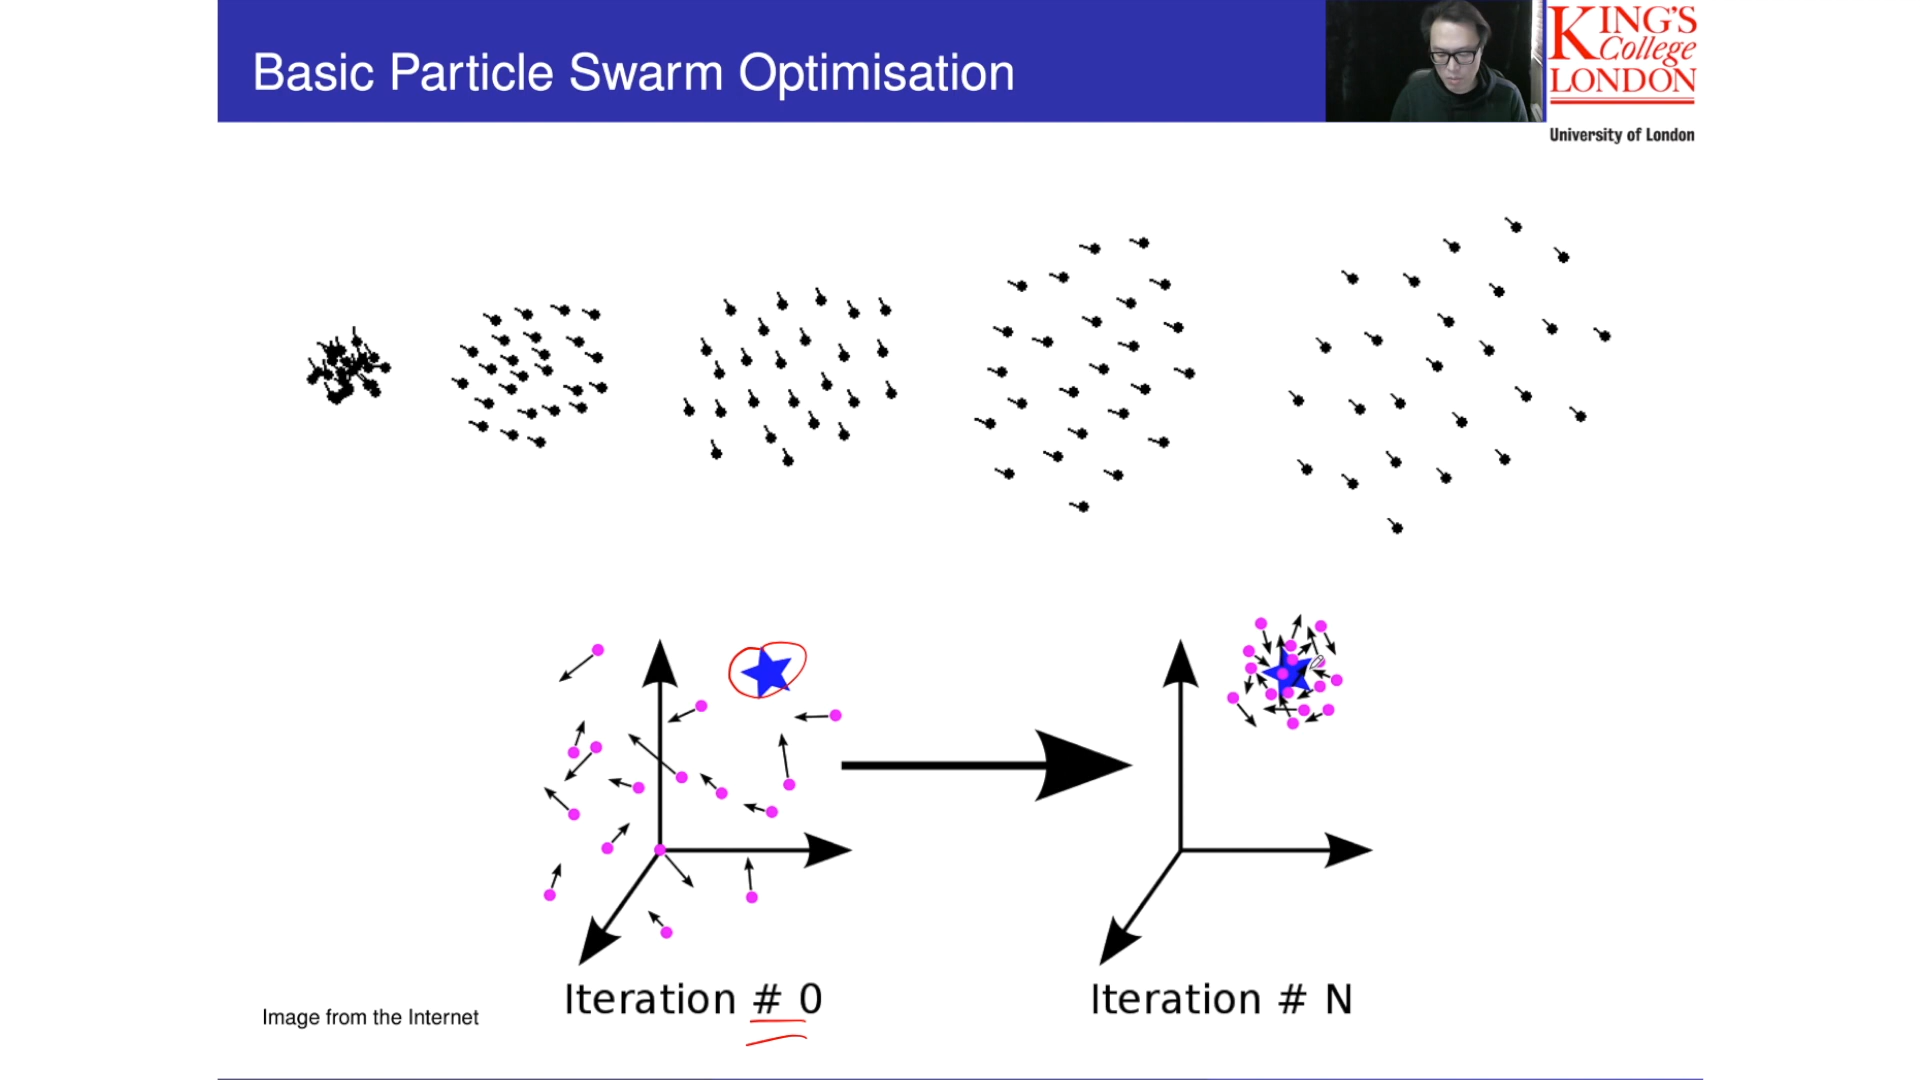 Basic Particle Swarm Optimisation
KING'S
College
LONDON
University of London
Iteration # 0
Iteration # N
Image from the Internet